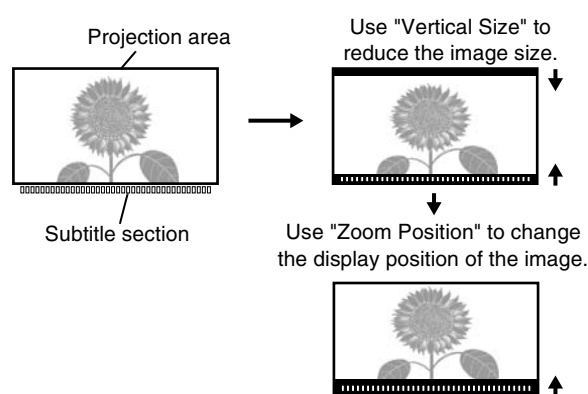 Projection area
Subtitle section
Use "Vertical Size" to
reduce the image size.
Use "Zoom Position" to change
the display position of the image.